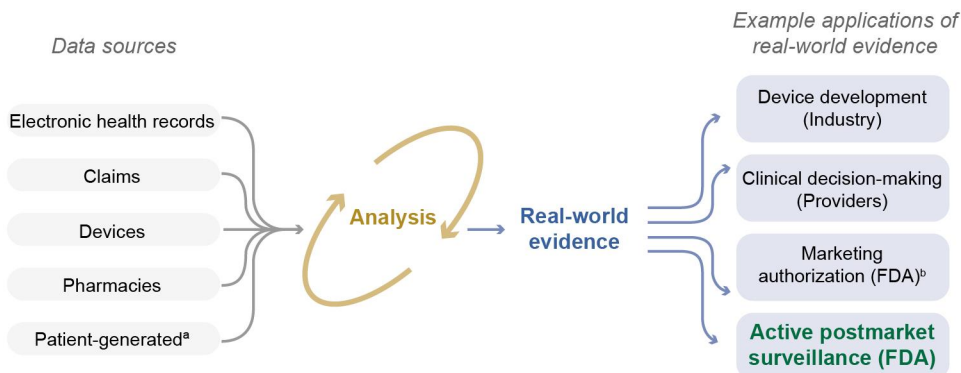 Data sources
Example applications of
real-world evidence
Electronic health records
Claims
Devices
Pharmacies
Patient-generatedª
Analysis
Real-world
evidence
Device development
(Industry)
Clinical decision-making
(Providers)
Marketing
authorization (FDA)ᵇ
Active postmarket
surveillance (FDA)